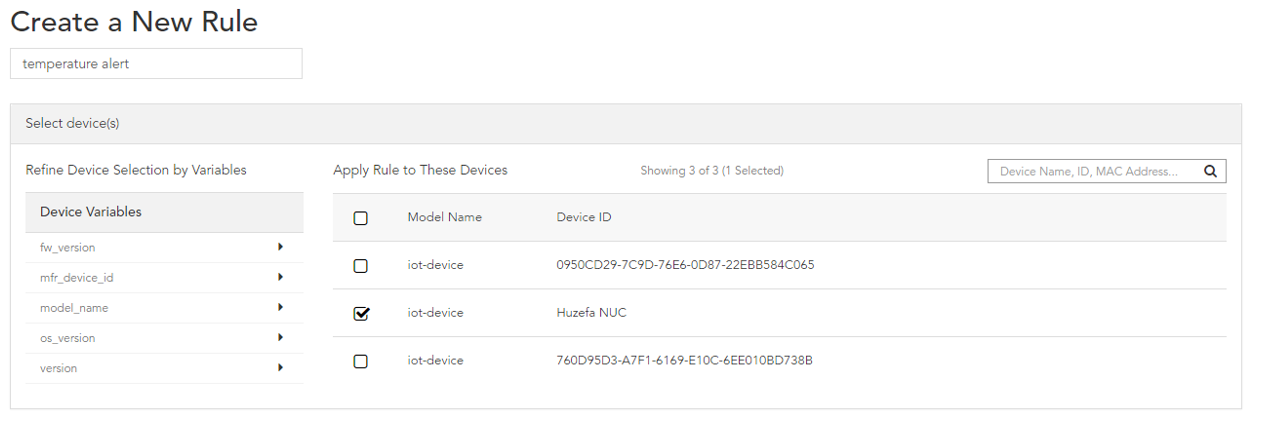 Create a New Rule
temperature alert
Select device(s)
Refine Device Selection by Variables
Apply Rule to These Devices
Showing 3 of 3 (1 Selected)
Device Name, ID, MAC Address...
Device Variables
fw_version
mfr_device_id
model_name
os_version
version
Model Name Device ID
iot-device 0950CD29-7C9D-76E6-0D87-22EBB584C065
iot-device Huzefa NUC
iot-device 760D95D3-A7F1-6169-E10C-6EE010BD738B